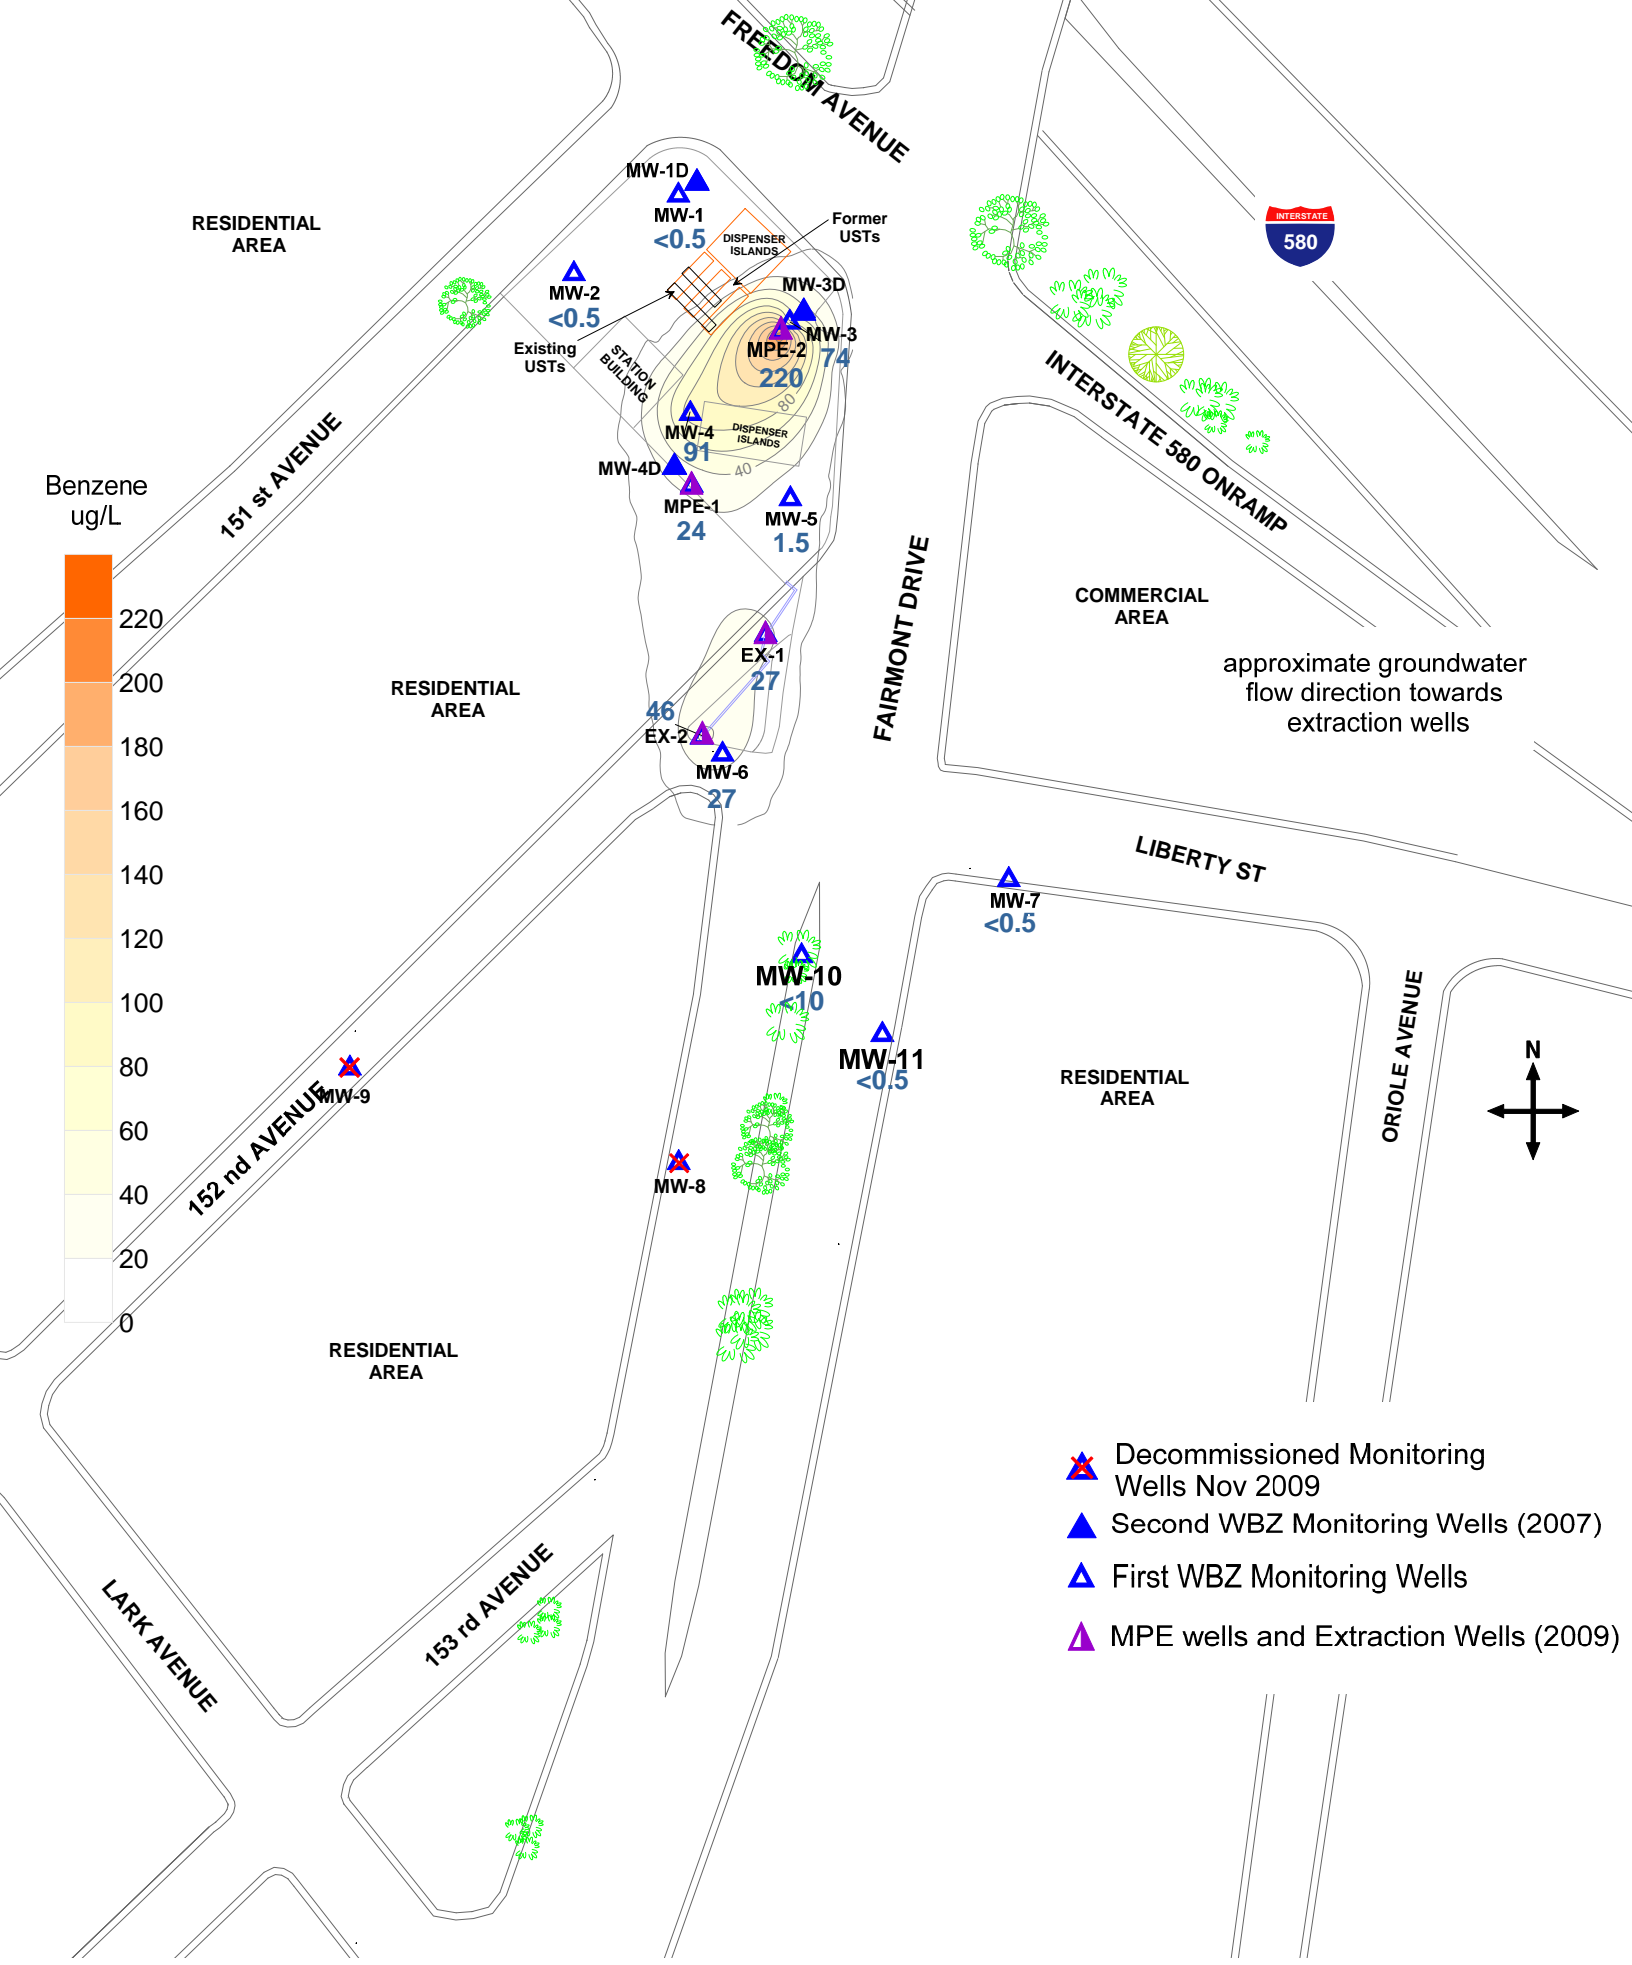 FREEDOM AVENUE
MW-1D
MW-1
<0.5
RESIDENTIAL
AREA
DISPENSER
ISLANDS
Former
USTs
INTERSTATE
580
MW-2
<0.5
MW-3D
MW-3
74
MPE-2
220
Existing
USTs
STATION
BUILDING
80
MW-4
91
DISPENSER
ISLANDS
40
MW-4D
MPE-1
24
MW-5
1.5
INTERSTATE 580 ONRAMP
151 st AVENUE
Benzene
ug/L
220
200
180
160
140
120
100
80
60
40
20
0
FAIRMONT DRIVE
COMMERCIAL
AREA
approximate groundwater
flow direction towards
extraction wells
RESIDENTIAL
AREA
EX-1
27
46
EX-2
MW-6
27
LIBERTY ST
MW-7
<0.5
MW-10
<10
MW-11
<0.5
RESIDENTIAL
AREA
ORIOLE AVENUE
N
MW-9
152 nd AVENUE
MW-8
RESIDENTIAL
AREA
Decommissioned Monitoring
Wells Nov 2009
Second WBZ Monitoring Wells (2007)
First WBZ Monitoring Wells
MPE wells and Extraction Wells (2009)
153 rd AVENUE
LARK AVENUE